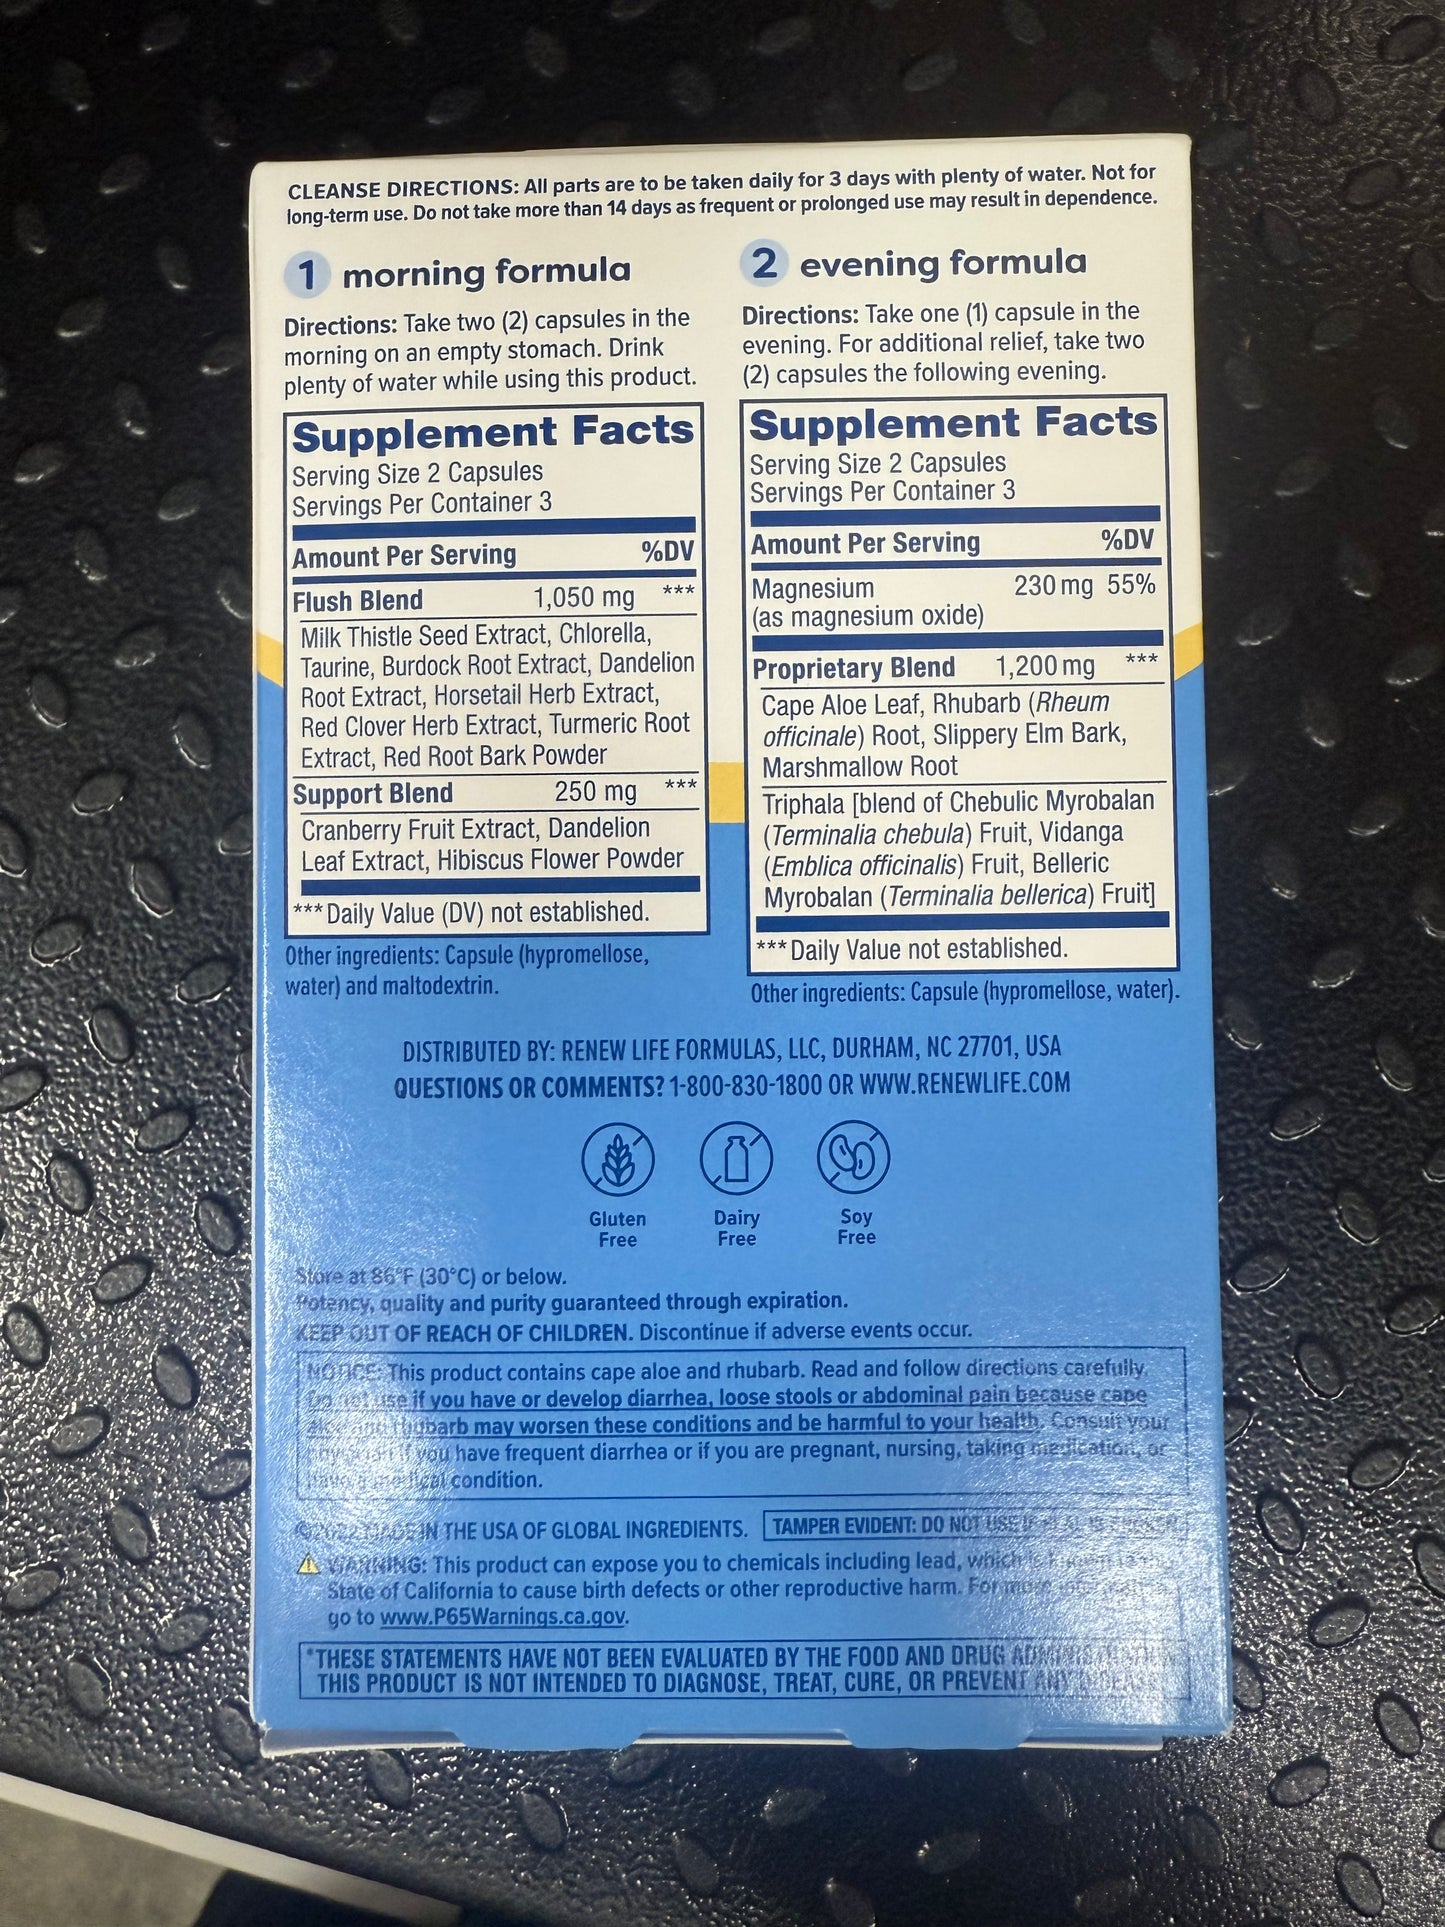 CLEANSE DIRECTIONS: All parts are to be taken daily for 3 days with plenty of water. Not for
long-term use. Do not take more than 14 days as frequent or prolonged use may result in dependence.
1 morning formula
Directions: Take two (2) capsules in the
morning on an empty stomach. Drink
plenty of water while using this product.
Supplement Facts
Serving Size 2 Capsules
Servings Per Container 3
Amount Per Serving %DV
Flush Blend 1,050 mg ***
Milk Thistle Seed Extract, Chlorella,
Taurine, Burdock Root Extract, Dandelion
Root Extract, Horsetail Herb Extract,
Red Clover Herb Extract, Turmeric Root
Extract, Red Root Bark Powder
Support Blend 250 mg ***
Cranberry Fruit Extract, Dandelion
Leaf Extract, Hibiscus Flower Powder
***Daily Value (DV) not established.
Other ingredients: Capsule (hypromellose,
water) and maltodextrin.
2 evening formula
Directions: Take one (1) capsule in the
evening. For additional relief, take two
(2) capsules the following evening.
Supplement Facts
Serving Size 2 Capsules
Servings Per Container 3
Amount Per Serving %DV
Magnesium 230 mg 55%
(as magnesium oxide)
Proprietary Blend 1,200 mg ***
Cape Aloe Leaf, Rhubarb (Rheum
officinale) Root, Slippery Elm Bark,
Marshmallow Root
Triphala [blend of Chebulic Myrobalan
(Terminalia chebula) Fruit, Vidanga
(Emblica officinalis) Fruit, Belleric
Myrobalan (Terminalia bellerica) Fruit]
***Daily Value not established.
Other ingredients: Capsule (hypromellose, water).
DISTRIBUTED BY: RENEW LIFE FORMULAS, LLC, DURHAM, NC 27701, USA
QUESTIONS OR COMMENTS? 1-800-830-1800 OR WWW.RENEWLIFE.COM
Gluten
Free
Dairy
Free
Soy
Free
Store at 86°F (30°C) or below.
Potency, quality and purity guaranteed through expiration.
KEEP OUT OF REACH OF CHILDREN. Discontinue if adverse events occur.
NOTICE: This product contains cape aloe and rhubarb. Read and follow directions carefully.
Do not use if you have or develop diarrhea, loose stools or abdominal pain because cape
aloe and rhubarb may worsen these conditions and be harmful to your health. Consult your
physician if you have frequent diarrhea or if you are pregnant, nursing, taking medication, or
have a medical condition.
©2022 MADE IN THE USA OF GLOBAL INGREDIENTS.
TAMPER EVIDENT: DO NOT USE IF SEAL IS BROKEN.
WARNING: This product can expose you to chemicals including lead, which is known to the
State of California to cause birth defects or other reproductive harm. For more
go to www.P65Warnings.ca.gov.
*THESE STATEMENTS HAVE NOT BEEN EVALUATED BY THE FOOD AND DRUG ADMINISTRATION.
THIS PRODUCT IS NOT INTENDED TO DIAGNOSE, TREAT, CURE, OR PREVENT ANY DISEASE.